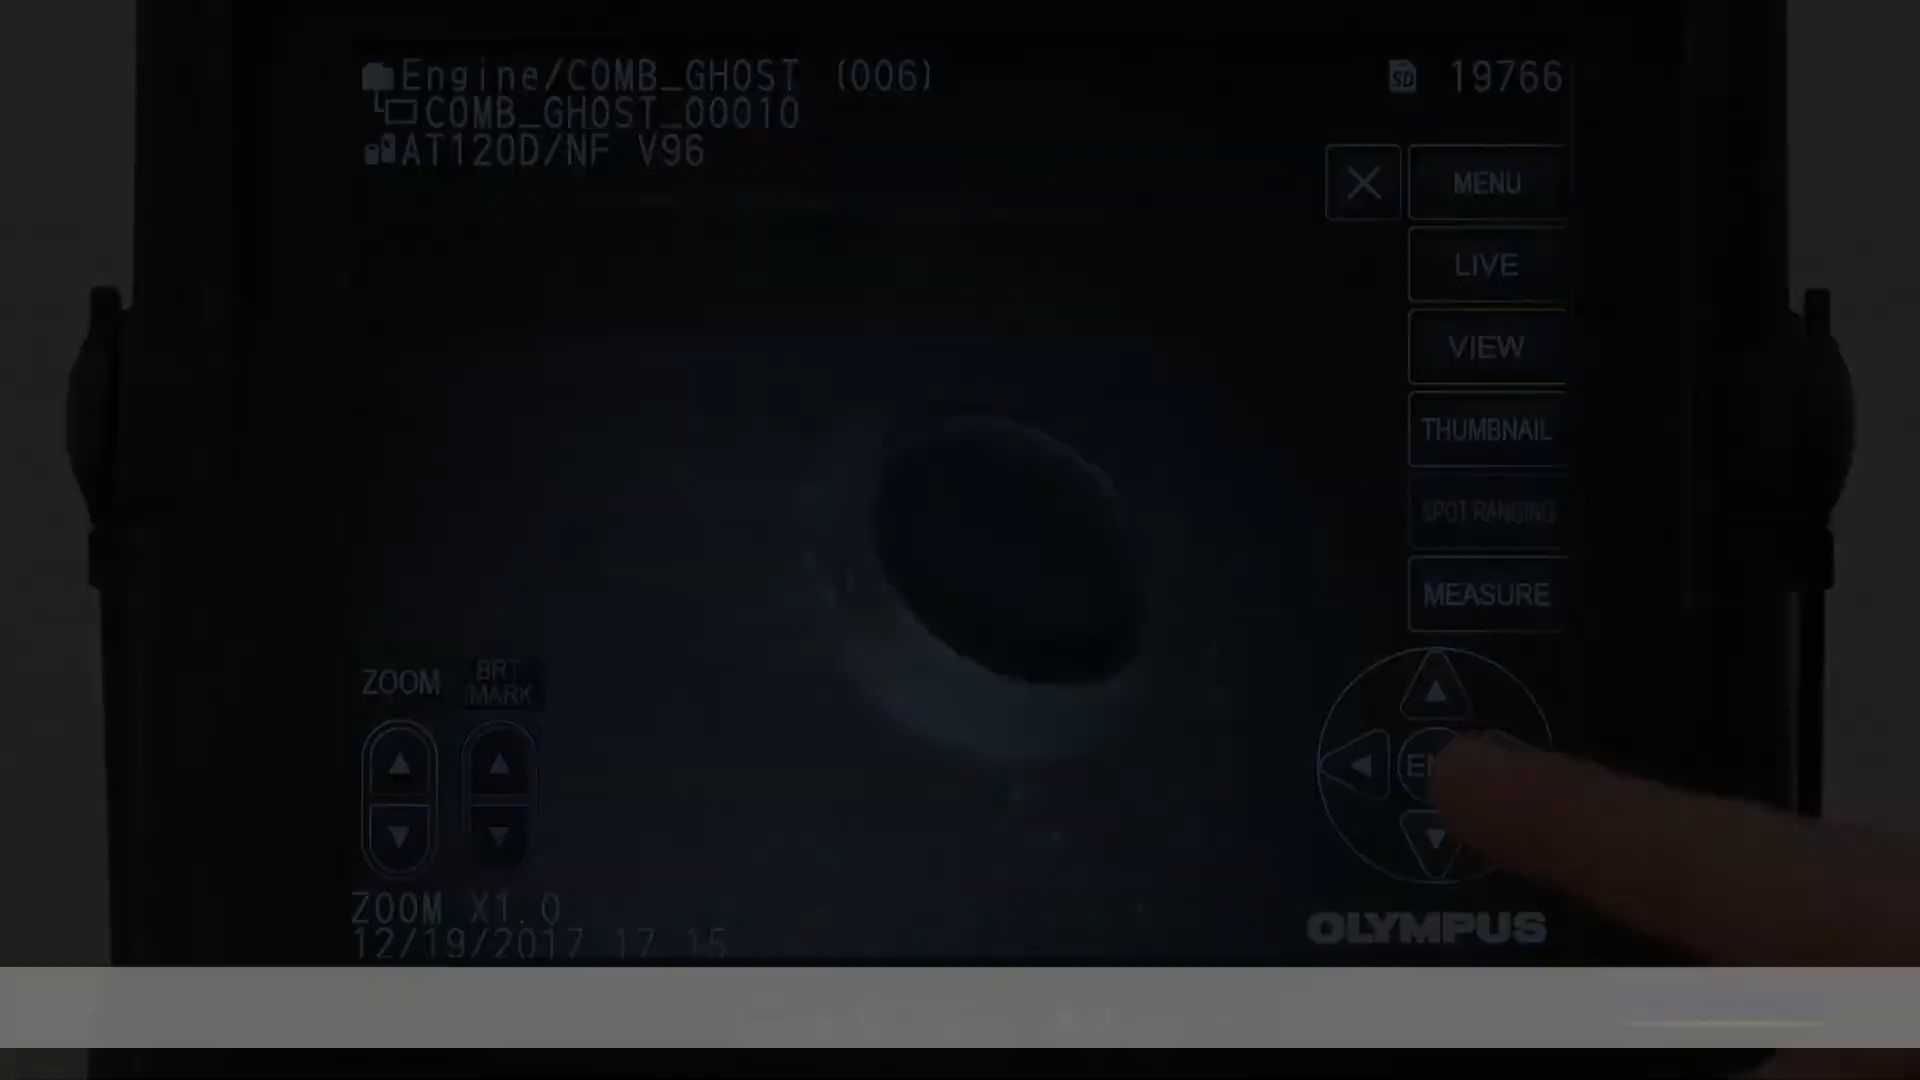 Engine/COMB_GHOST (006)
19766
COMB_GHOST_00010
AT120D/NF V96
MENU
LIVE
VIEW
THUMBNAIL
SPOT RANGING
MEASURE
ZOOM
BRT
/MARK
ZOOM X1.0
12/19/2017 17 15
OLYMPUS